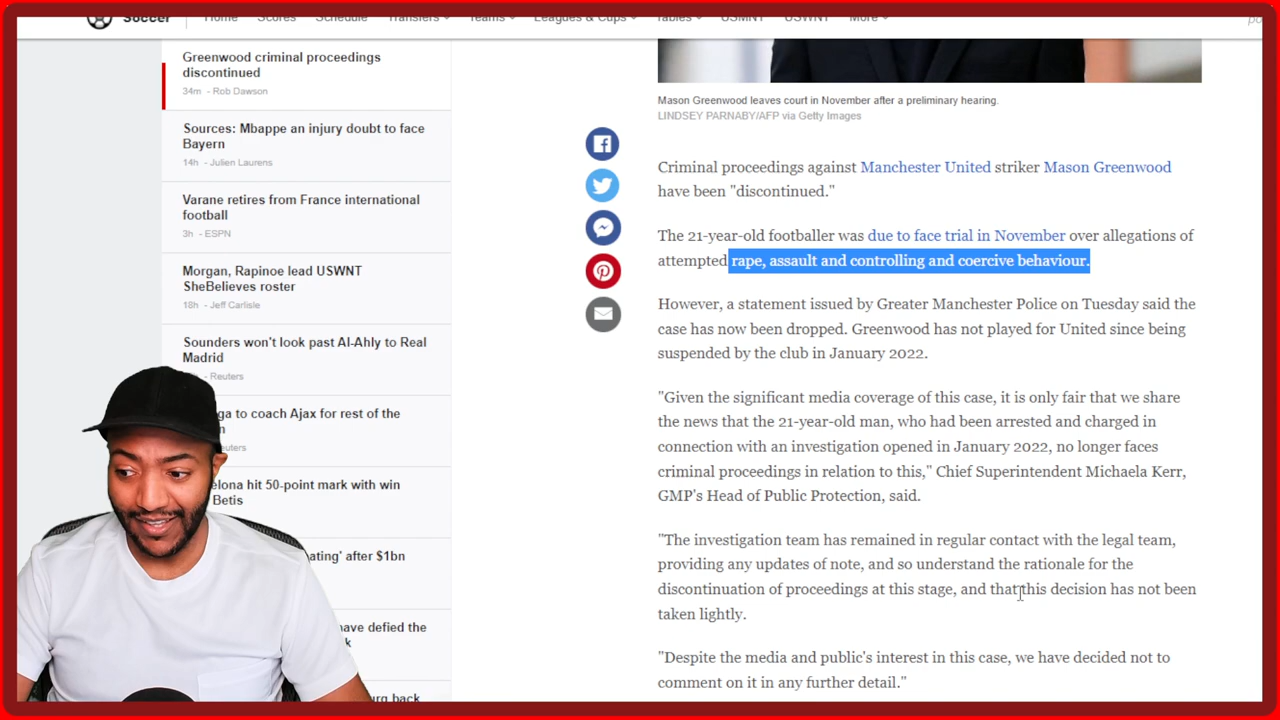 Soccer
Home Scores Schedule Transfers Teams Leagues & Cups Tables USMNT USWNT More
Greenwood criminal proceedings
discontinued
34m - Rob Dawson
Sources: Mbappe an injury doubt to face
Bayern
14h - Julien Laurens
Varane retires from France international
football
3h - ESPN
Morgan, Rapinoe lead USWNT
SheBelieves roster
18h - Jeff Carlisle
Sounders won't look past Al-Ahly to Real
Madrid
- Reuters
to coach Ajax for rest of the
hit 50-point mark with win
Betis
after $1bn
have defied the
back
Mason Greenwood leaves court in November after a preliminary hearing.
LINDSEY PARNABY/AFP via Getty Images
Criminal proceedings against Manchester United striker Mason Greenwood
have been "discontinued."
The 21-year-old footballer was due to face trial in November over allegations of
attempted rape, assault and controlling and coercive behaviour.
However, a statement issued by Greater Manchester Police on Tuesday said the
case has now been dropped. Greenwood has not played for United since being
suspended by the club in January 2022.
"Given the significant media coverage of this case, it is only fair that we share
the news that the 21-year-old man, who had been arrested and charged in
connection with an investigation opened in January 2022, no longer faces
criminal proceedings in relation to this," Chief Superintendent Michaela Kerr,
GMP's Head of Public Protection, said.
"The investigation team has remained in regular contact with the legal team,
providing any updates of note, and so understand the rationale for the
discontinuation of proceedings at this stage, and that this decision has not been
taken lightly.
"Despite the media and public's interest in this case, we have decided not to
comment on it in any further detail."